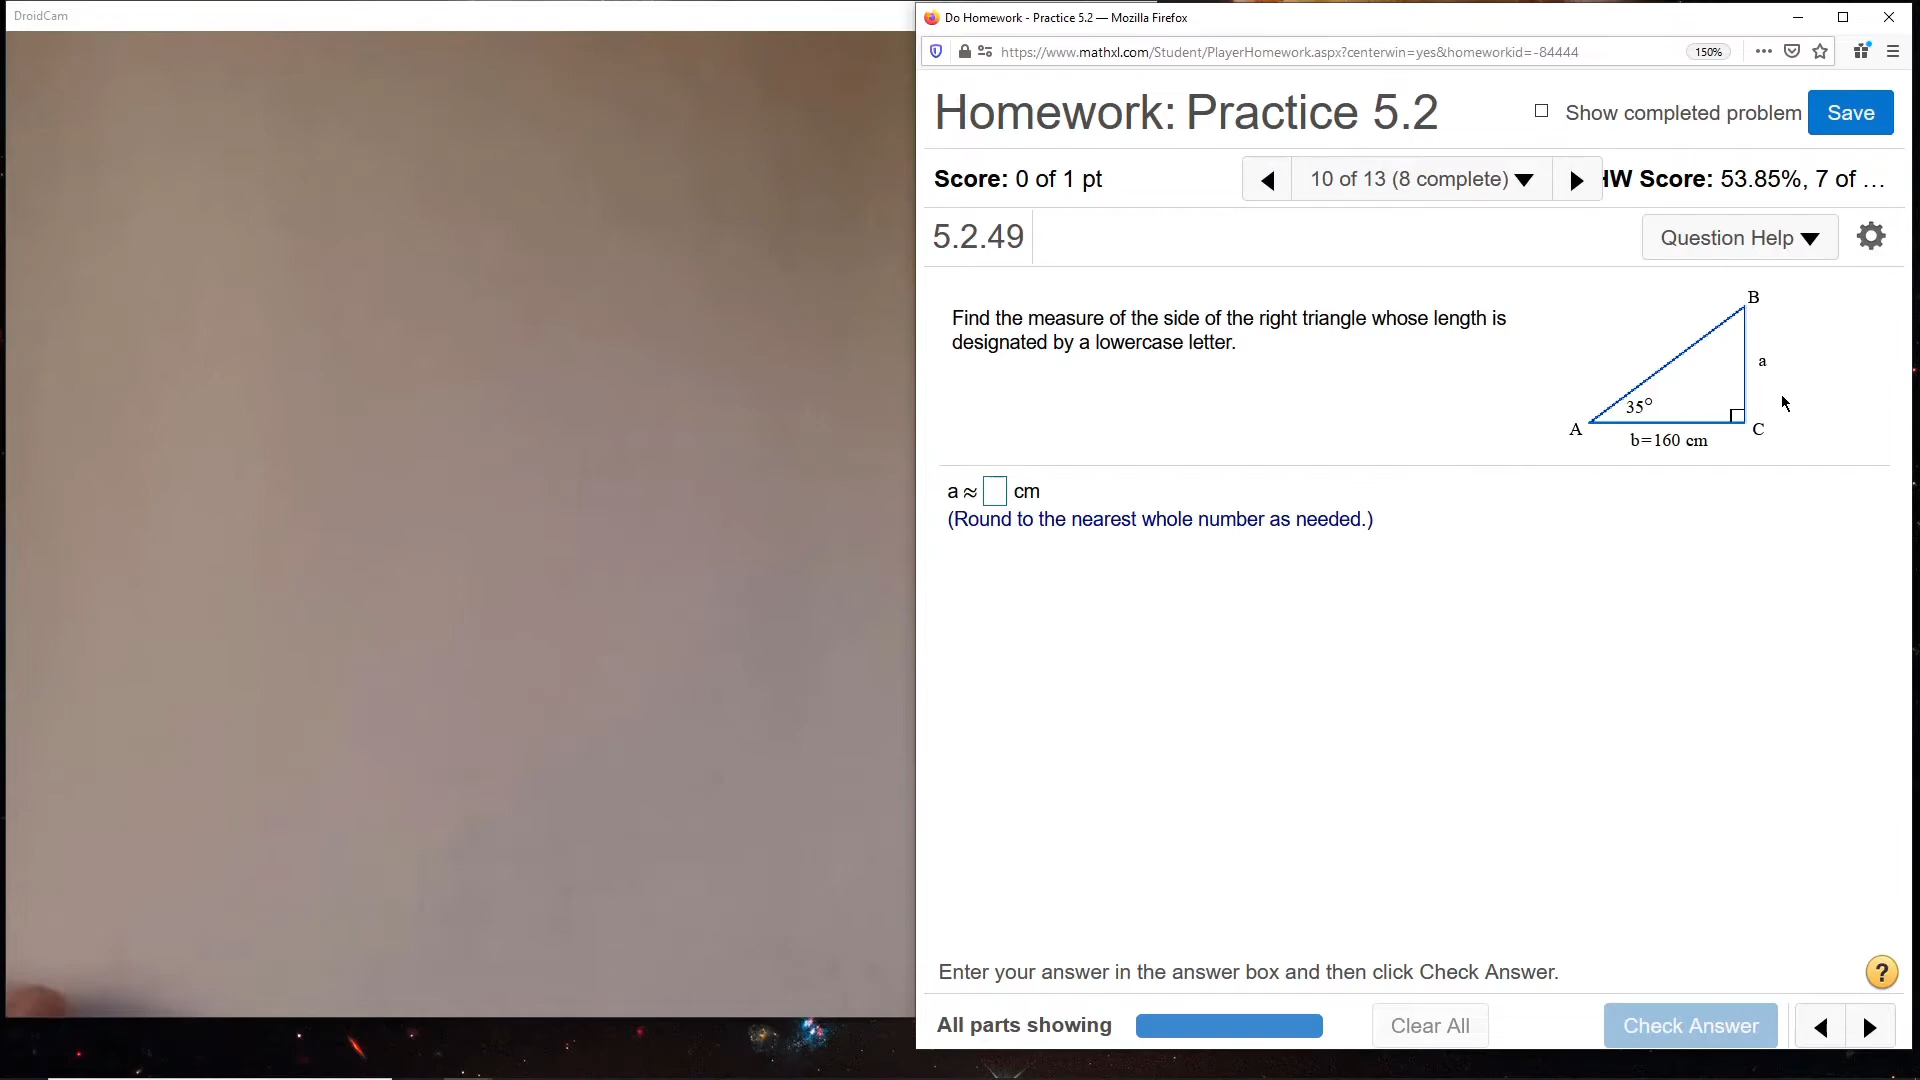 DroidCam
Do Homework - Practice 5.2 — Mozilla Firefox
https://www.mathxl.com/Student/PlayerHomework.aspx?centerwin=yes&homeworkid=-84444
150%
Homework: Practice 5.2
Show completed problem
Save
Score: 0 of 1 pt
10 of 13 (8 complete)
HW Score: 53.85%, 7 of …
5.2.49
Question Help
Find the measure of the side of the right triangle whose length is
designated by a lowercase letter.
B
a
35°
A
C
b=160 cm
a ≈ cm
(Round to the nearest whole number as needed.)
Enter your answer in the answer box and then click Check Answer.
?
All parts showing
Clear All
Check Answer